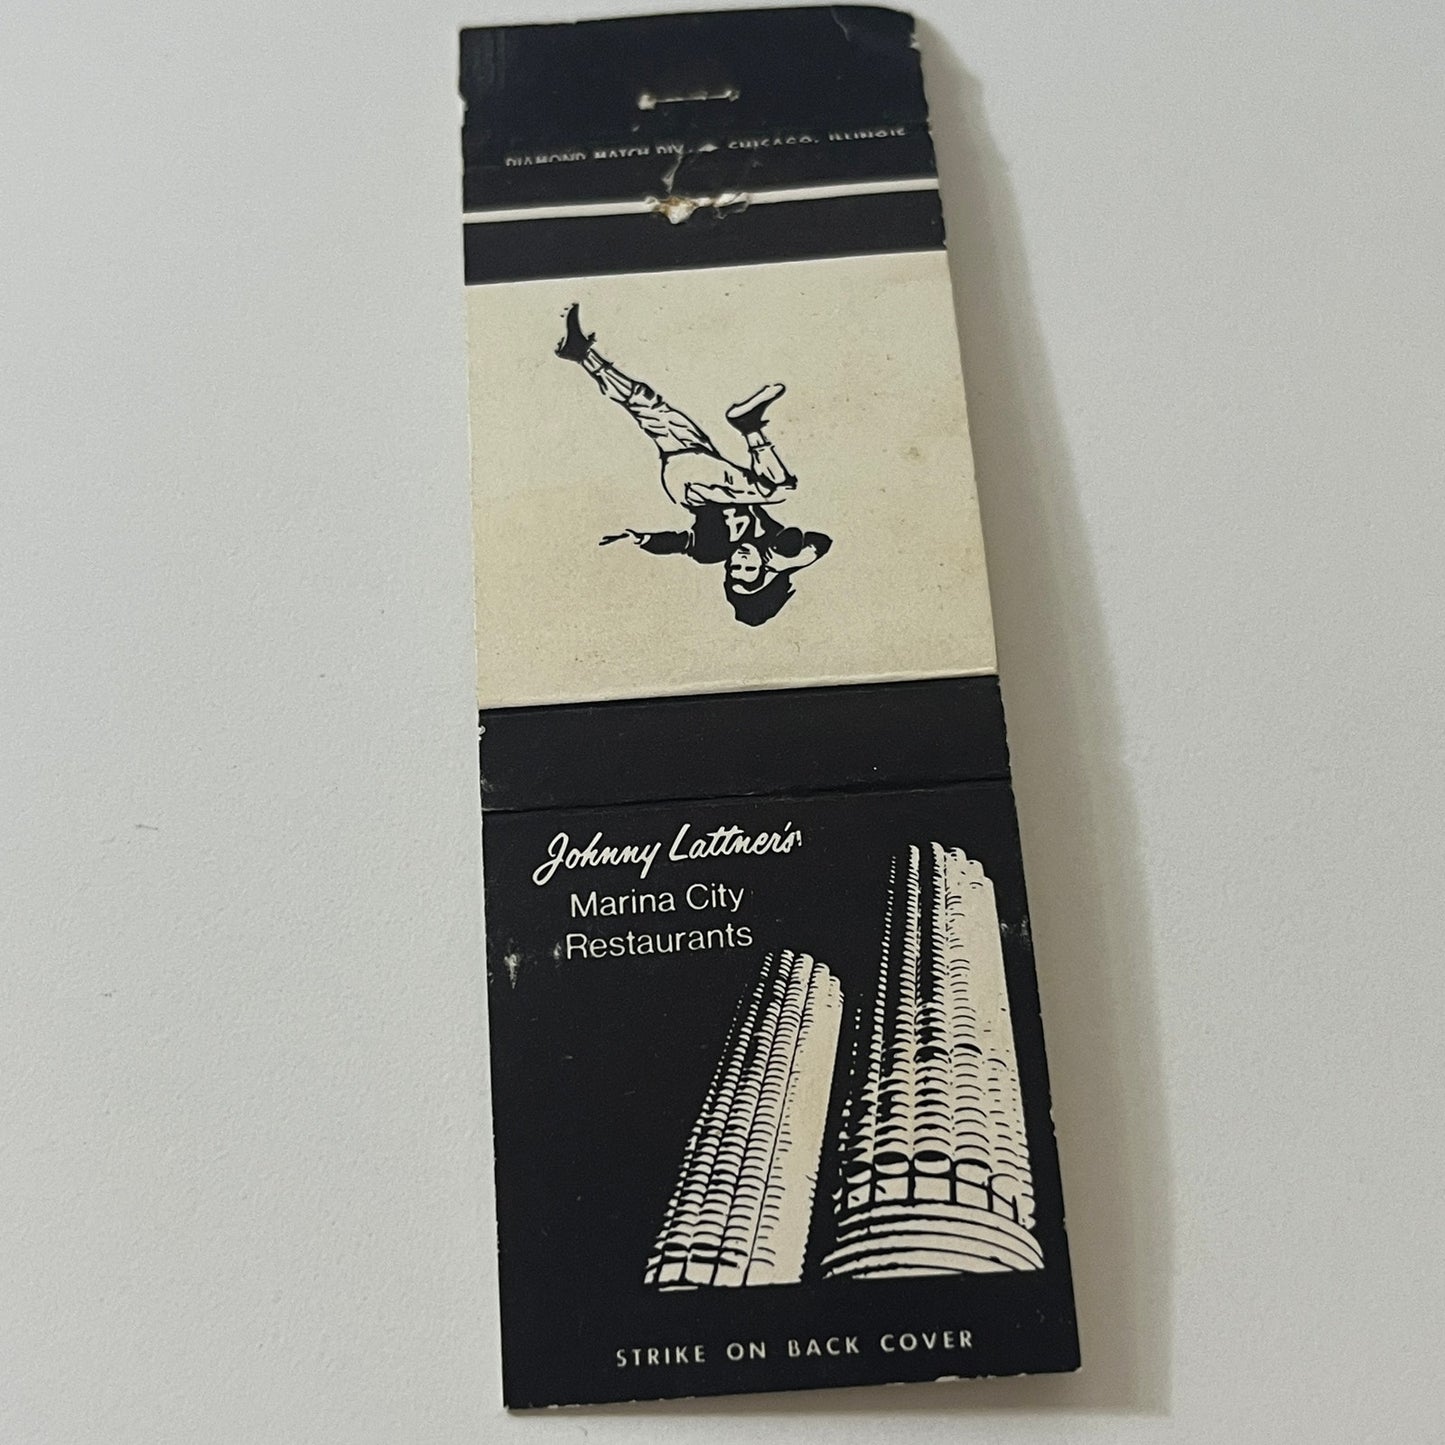 DIAMOND MATCH DIV. CHICAGO, ILLINOIS
14
Johnny Lattner's
Marina City
Restaurants
STRIKE ON BACK COVER